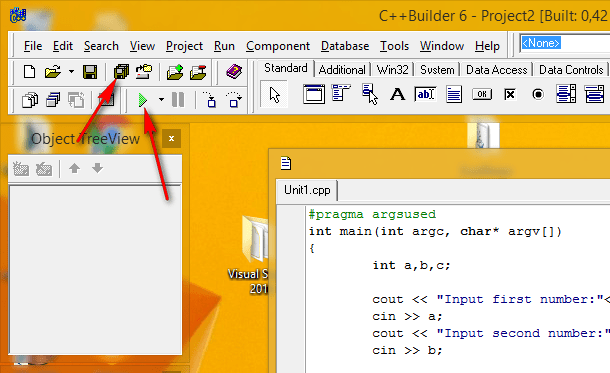 C++Builder 6 - Project2 [Built: 0,42
File Edit Search View Project Run Component Database Tools Window Help <None>
Standard Additional Win32 System Data Access Data Controls
A ab OK
Object TreeView
Unit1.cpp
#pragma argsused
int main(int argc, char* argv[])
{
int a,b,c;
cout << "Input first number:"<
cin >> a;
cout << "Input second number:"
cin >> b;
Visual S
201